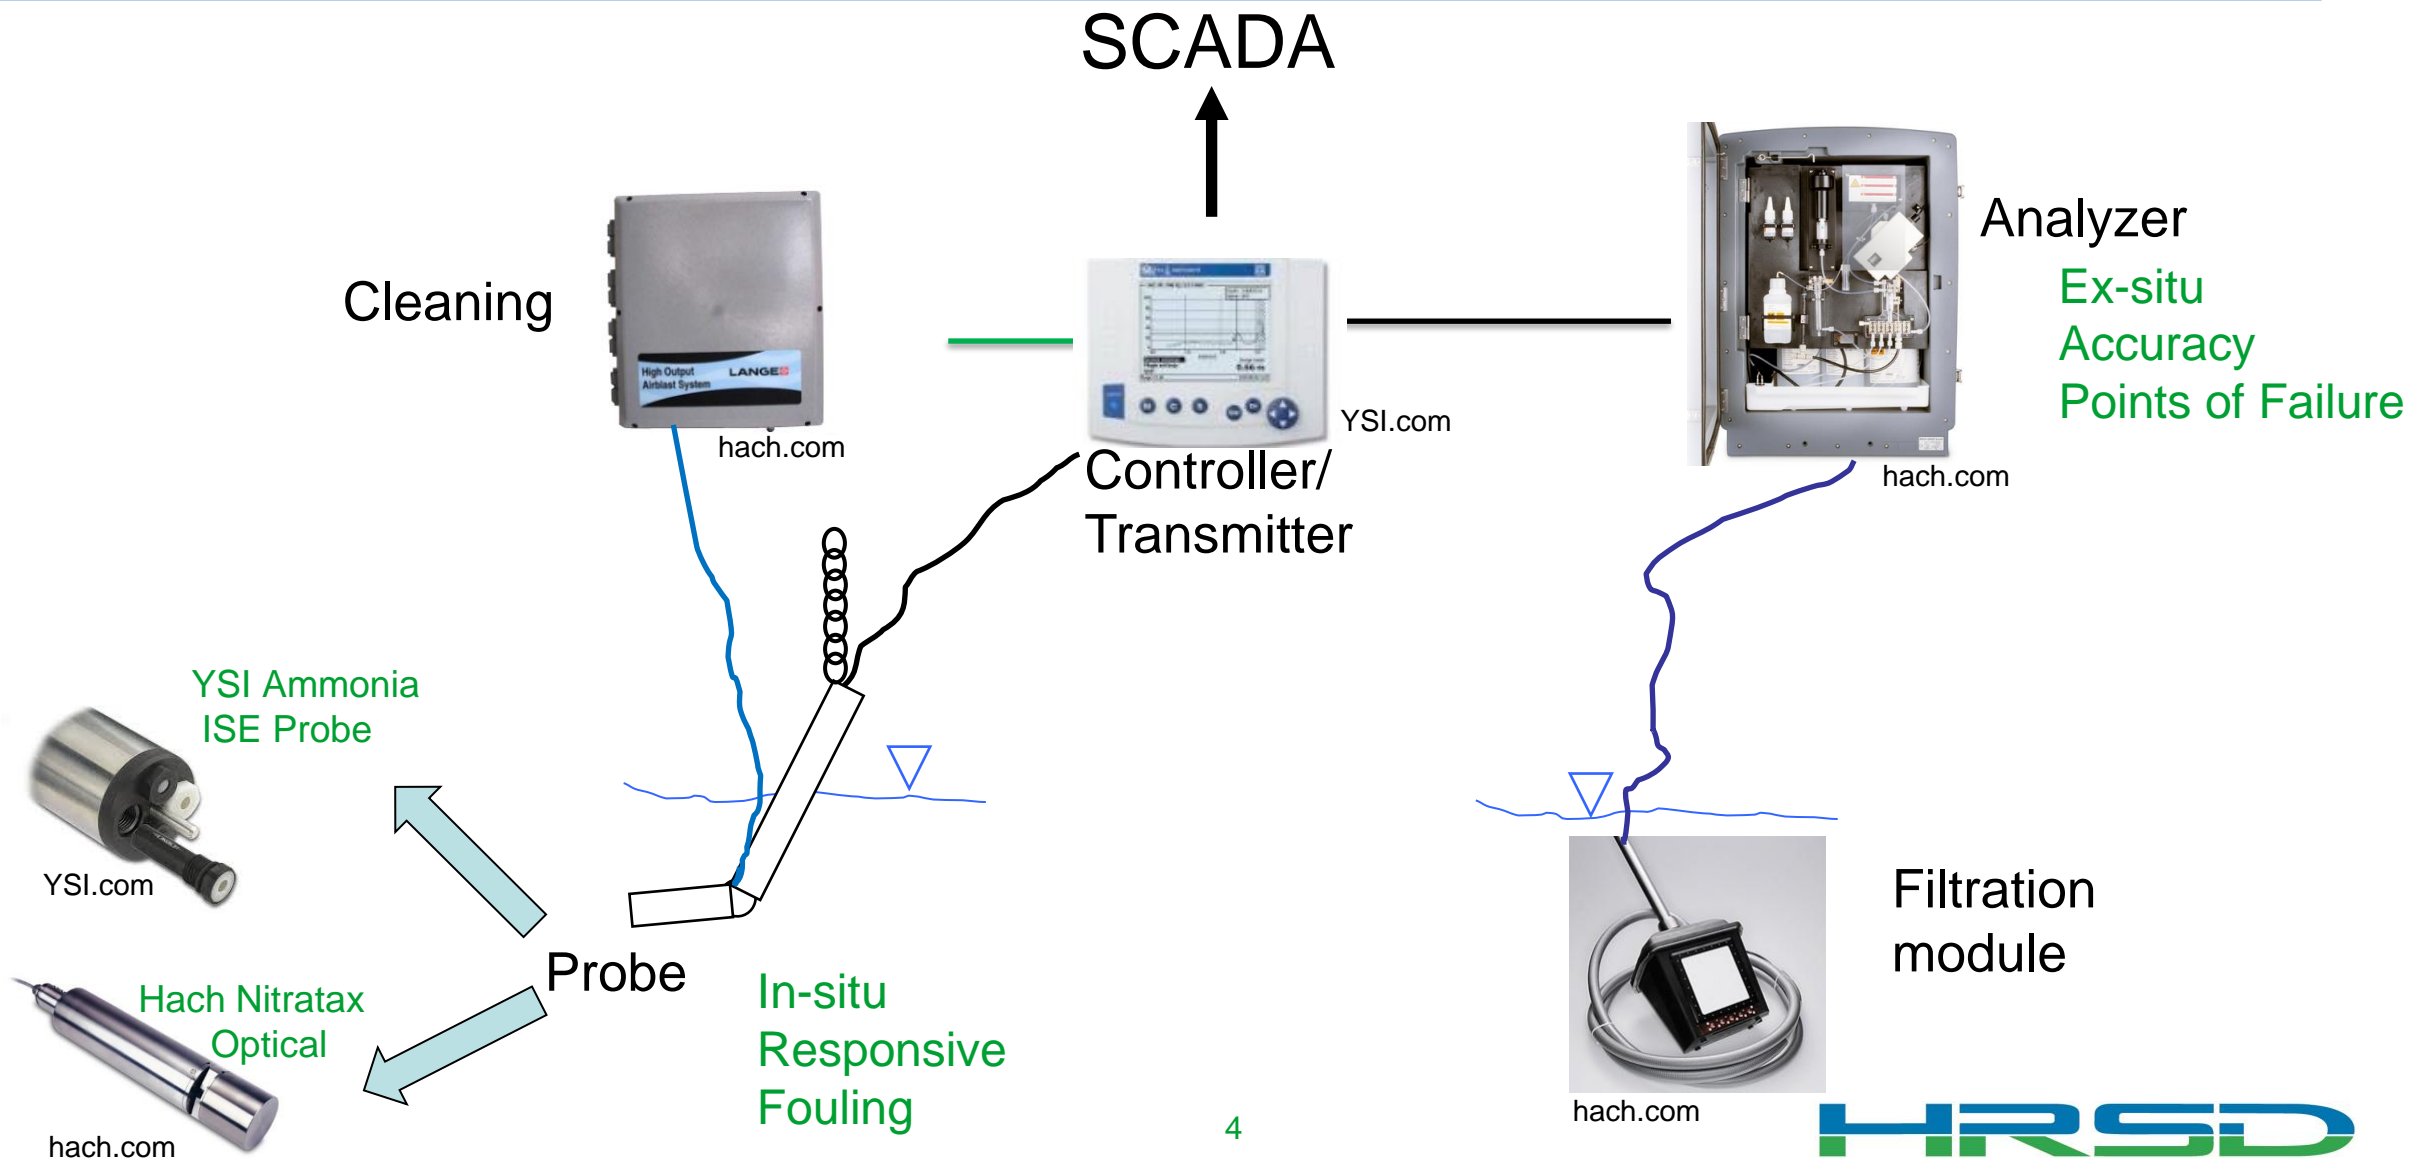 SCADA
Cleaning
High Output
Airblast System
LANGE
hach.com
YSI.com
Controller/
Transmitter
Analyzer
Ex-situ
Accuracy
Points of Failure
hach.com
YSI Ammonia
ISE Probe
YSI.com
Hach Nitratax
Optical
hach.com
Probe
In-situ
Responsive
Fouling
Filtration
module
hach.com
4
HRSD